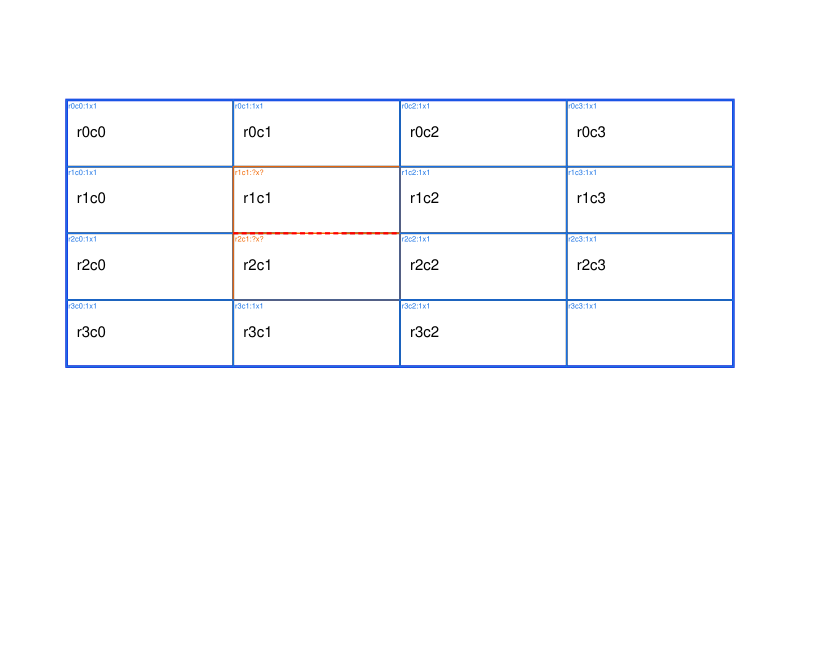 r0c0:1x1 r0c1:1x1 r0c2:1x1 r0c3:1x1
r0c0 r0c1 r0c2 r0c3
r1c0:1x1 r1c1:?x? r1c2:1x1 r1c3:1x1
r1c0 r1c1 r1c2 r1c3
r2c0:1x1 r2c1:?x? r2c2:1x1 r2c3:1x1
r2c0 r2c1 r2c2 r2c3
r3c0:1x1 r3c1:1x1 r3c2:1x1 r3c3:1x1
r3c0 r3c1 r3c2